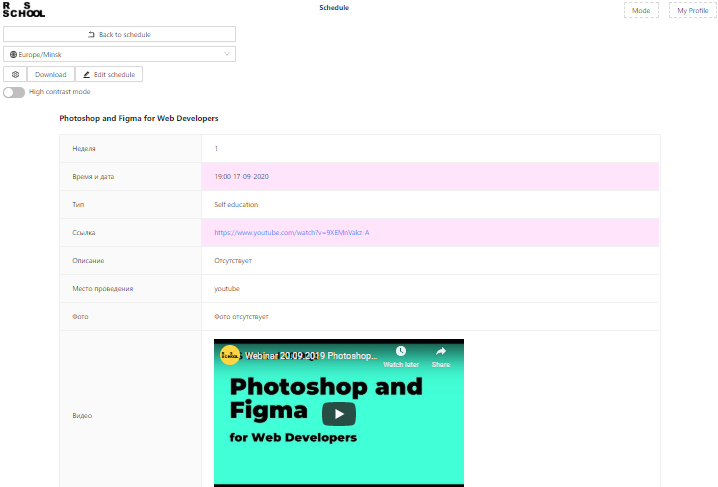 R S
SCHOOL
Schedule
Mode
My Profile
Back to schedule
Europe/Minsk
Download
Edit schedule
High contrast mode
Photoshop and Figma for Web Developers
Неделя
1
Время и дата
19:00 17-09-2020
Тип
Self education
Ссылка
https://www.youtube.com/watch?v=9XEMnVakz-A
Описание
Отсутствует
Место проведения
youtube
Фото
Фото отсутствует
Видео
Webinar 20.09.2019 Photoshop...
Watch later
Share
Photoshop and
Figma
for Web Developers